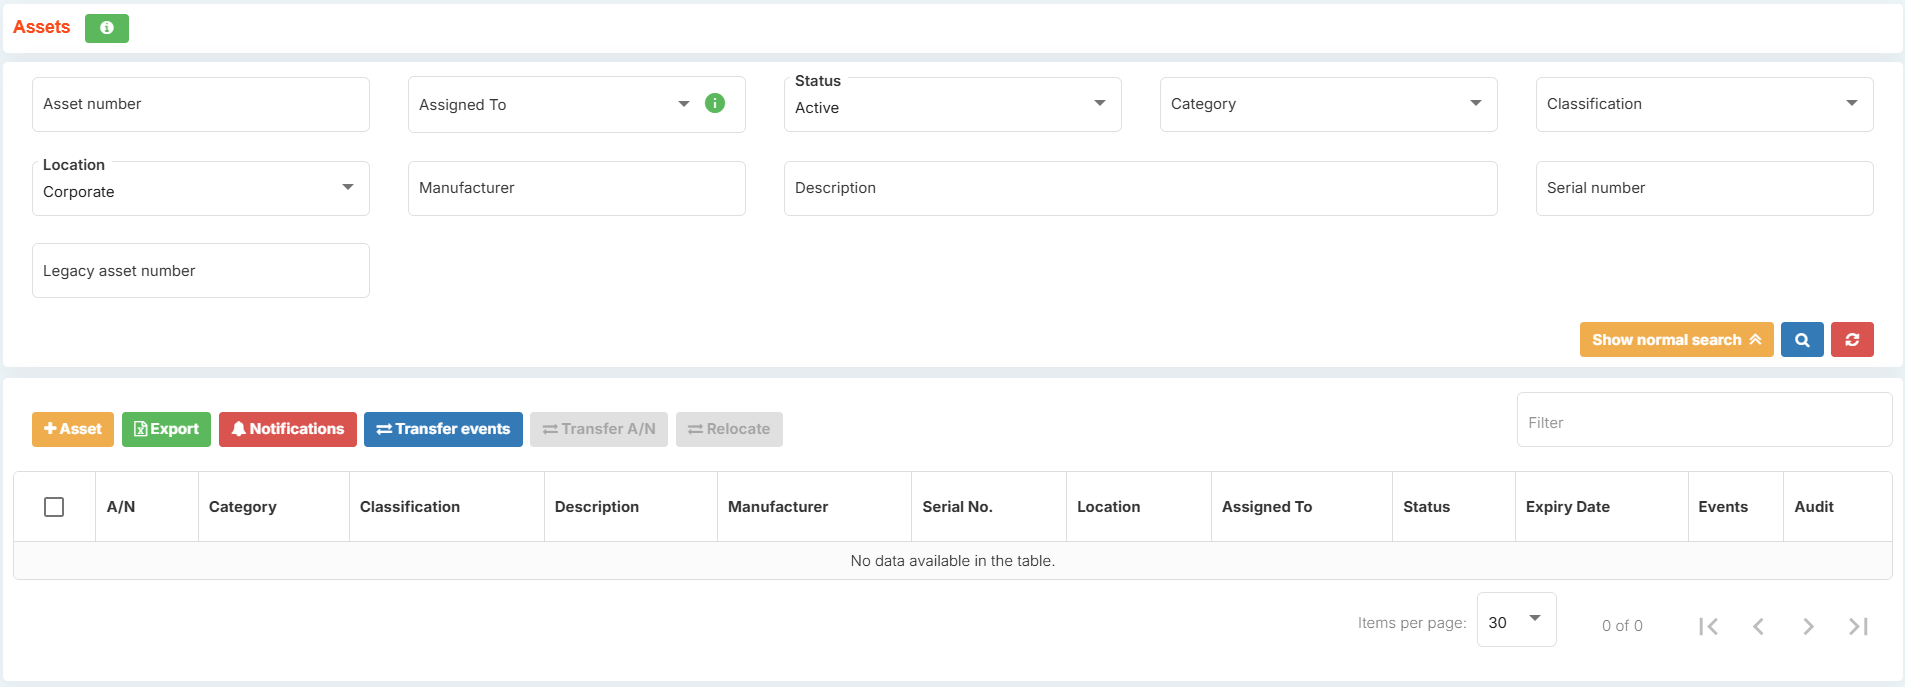 Assets
Asset number
Assigned To
Status
Active
Category
Classification
Location
Corporate
Manufacturer
Description
Serial number
Legacy asset number
Show normal search
Asset
Export
Notifications
Transfer events
Transfer A/N
Relocate
Filter
A/N Category Classification Description Manufacturer Serial No. Location Assigned To Status Expiry Date Events Audit
No data available in the table.
Items per page: 30 0 of 0